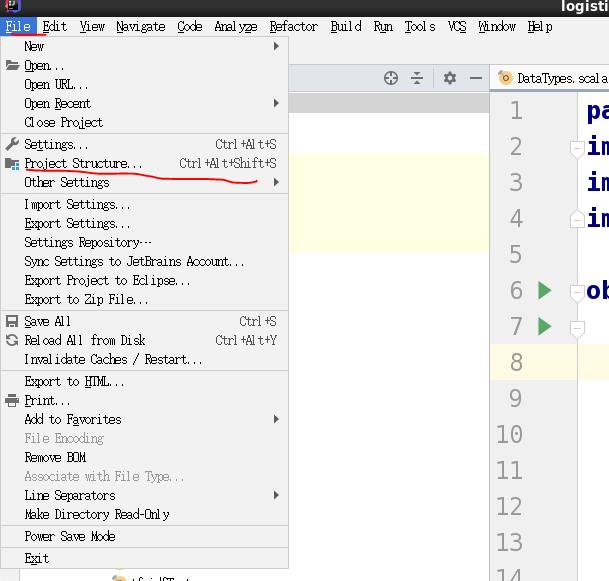 logisti
File Edit View Navigate Code Analyze Refactor Build Run Tools VCS Window Help
New
Open...
Open URL...
Open Recent
Close Project
Settings... Ctrl+Alt+S
Project Structure... Ctrl+Alt+Shift+S
Other Settings
Import Settings...
Export Settings...
Settings Repository...
Sync Settings to JetBrains Account...
Export Project to Eclipse...
Export to Zip File...
Save All Ctrl+S
Reload All from Disk Ctrl+Alt+Y
Invalidate Caches / Restart...
Export to HTML...
Print...
Add to Favorites
File Encoding
Remove BOM
Associate with File Type...
Line Separators
Make Directory Read-Only
Power Save Mode
Exit
DataTypes.scala
1 pa
2 im
3 im
4 im
5
6 ob
7
8
9
10
11
12
13
14